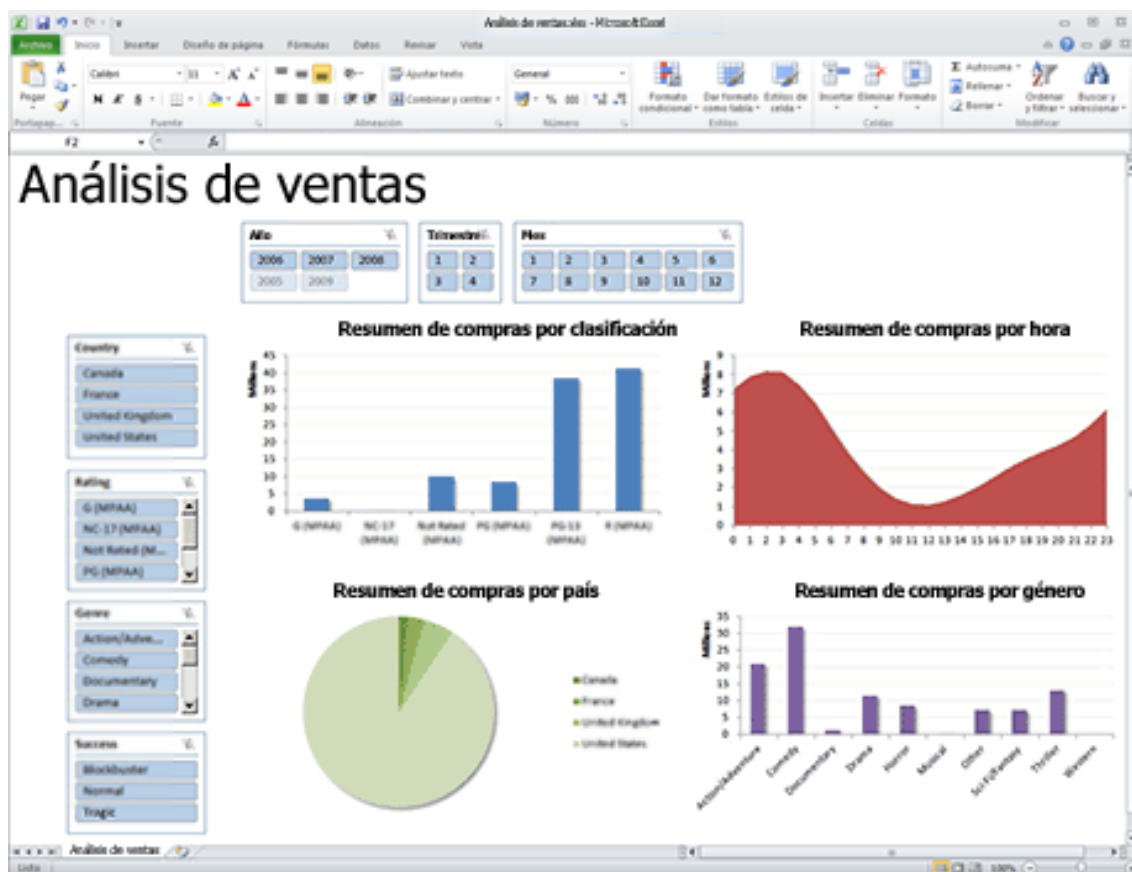 Análisis de ventas.xlsx - Microsoft Excel
Archivo Inicio Insertar Diseño de página Fórmulas Datos Revisar Vista
Calibri 11 Ajustar texto General Autosuma
Pegar N K S Combinar y centrar % 000 Formato condicional Dar formato como tabla Estilos de celda Insertar Eliminar Formato Rellenar Borrar Ordenar y filtrar Buscar y seleccionar
Portapap... Fuente Alineación Número Estilos Celdas Modificar
F2 fx
Análisis de ventas
Año
2006 2007 2008
2005 2009
Trimestre
1 2
3 4
Mes
1 2 3 4 5 6
7 8 9 10 11 12
Country
Canada
France
United Kingdom
United States
Rating
G (MPAA)
NC-17 (MPAA)
Not Rated (M...
PG (MPAA)
Genre
Action/Adve...
Comedy
Documentary
Drama
Success
Blockbuster
Normal
Tragic
Resumen de compras por clasificación
Millions
45
40
35
30
25
20
15
10
5
0
G (MPAA) NC-17 (MPAA) Not Rated (MPAA) PG (MPAA) PG-13 (MPAA) R (MPAA)
Resumen de compras por hora
Millions
9
8
7
6
5
4
3
2
1
0
0 1 2 3 4 5 6 7 8 9 10 11 12 13 14 15 16 17 18 19 20 21 22 23
Resumen de compras por país
Canada
France
United Kingdom
United States
Resumen de compras por género
Millions
35
30
25
20
15
10
5
0
Action/Adventure Comedy Documentary Drama Horror Musical Other Sci-Fi/Fantasy Thriller Western
Análisis de ventas
Listo 100%